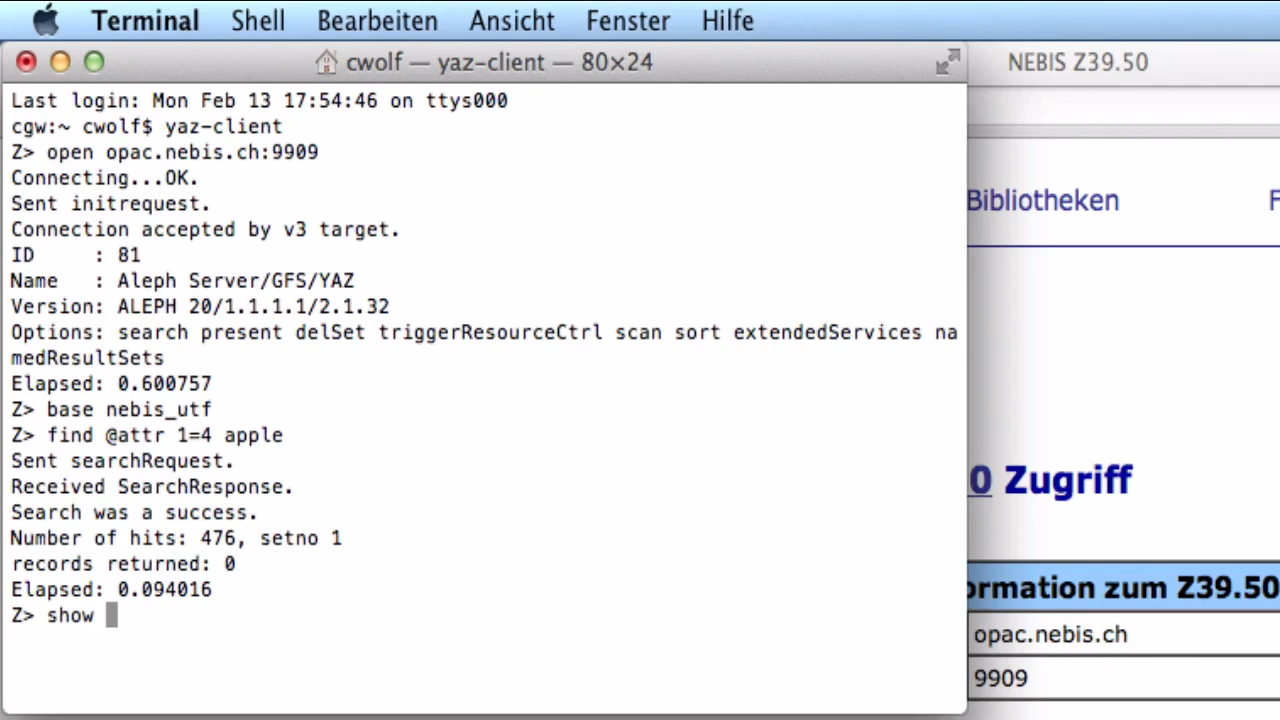 Terminal Shell Bearbeiten Ansicht Fenster Hilfe
cwolf — yaz-client — 80×24
Last login: Mon Feb 13 17:54:46 on ttys000
cgw:~ cwolf$ yaz-client
Z> open opac.nebis.ch:9909
Connecting...OK.
Sent initrequest.
Connection accepted by v3 target.
ID     : 81
Name   : Aleph Server/GFS/YAZ
Version: ALEPH 20/1.1.1.1/2.1.32
Options: search present delSet triggerResourceCtrl scan sort extendedServices na
medResultSets
Elapsed: 0.600757
Z> base nebis_utf
Z> find @attr 1=4 apple
Sent searchRequest.
Received SearchResponse.
Search was a success.
Number of hits: 476, setno 1
records returned: 0
Elapsed: 0.094016
Z> show
NEBIS Z39.50
Bibliotheken F
0 Zugriff
ormation zum Z39.50
opac.nebis.ch
9909